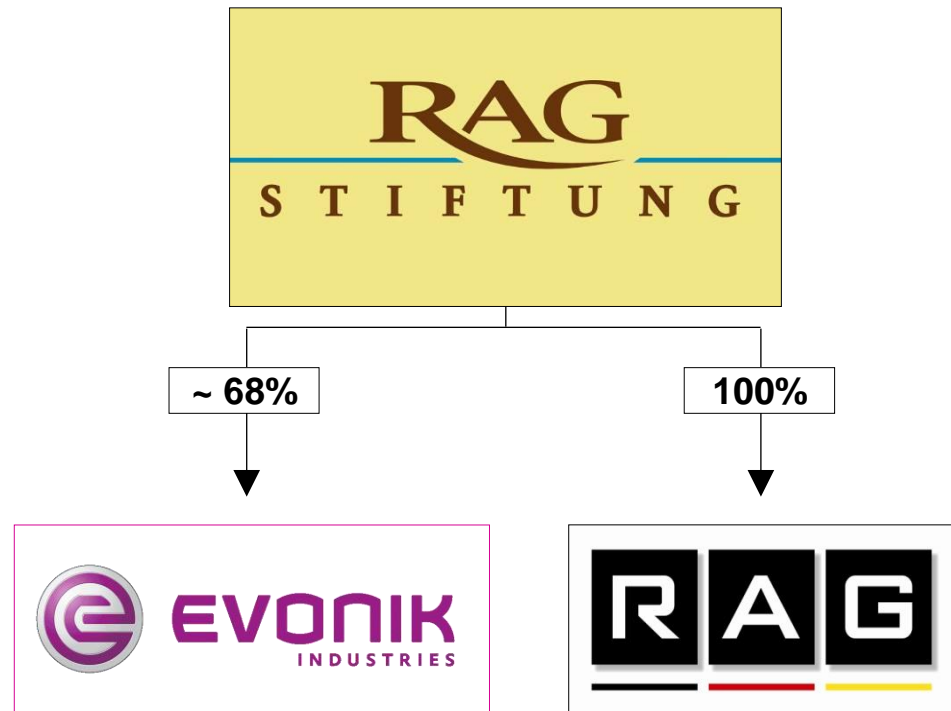 RAG
STIFTUNG
~ 68%
100%
EVONIK
INDUSTRIES
RAG